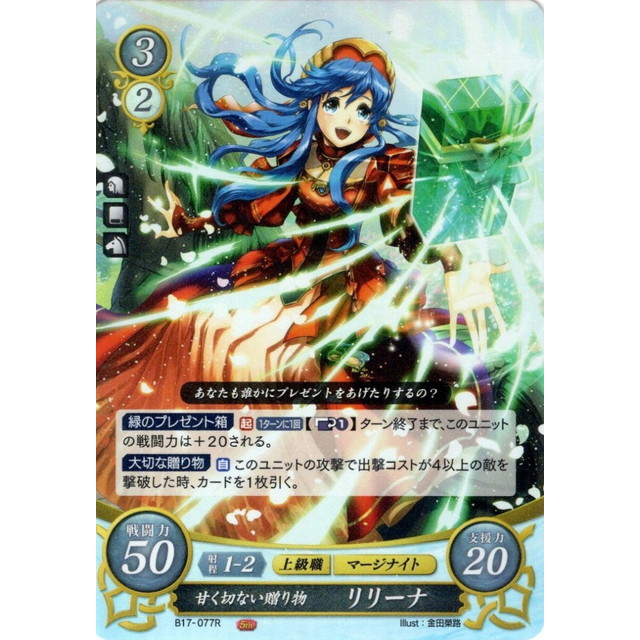 3
2
あなたも誰かにプレゼントをあげたりするの？
緑のプレゼント箱 起 1ターンに1回 【1】ターン終了まで、このユニット
の戦闘力は＋20される。
大切な贈り物 自 このユニットの攻撃で出撃コストが4以上の敵を
撃破した時、カードを1枚引く。
戦闘力 50
射程 1-2
上級職
マージナイト
支援力 20
甘く切ない贈り物 リリーナ
B17-077R
Illust：金田榮路